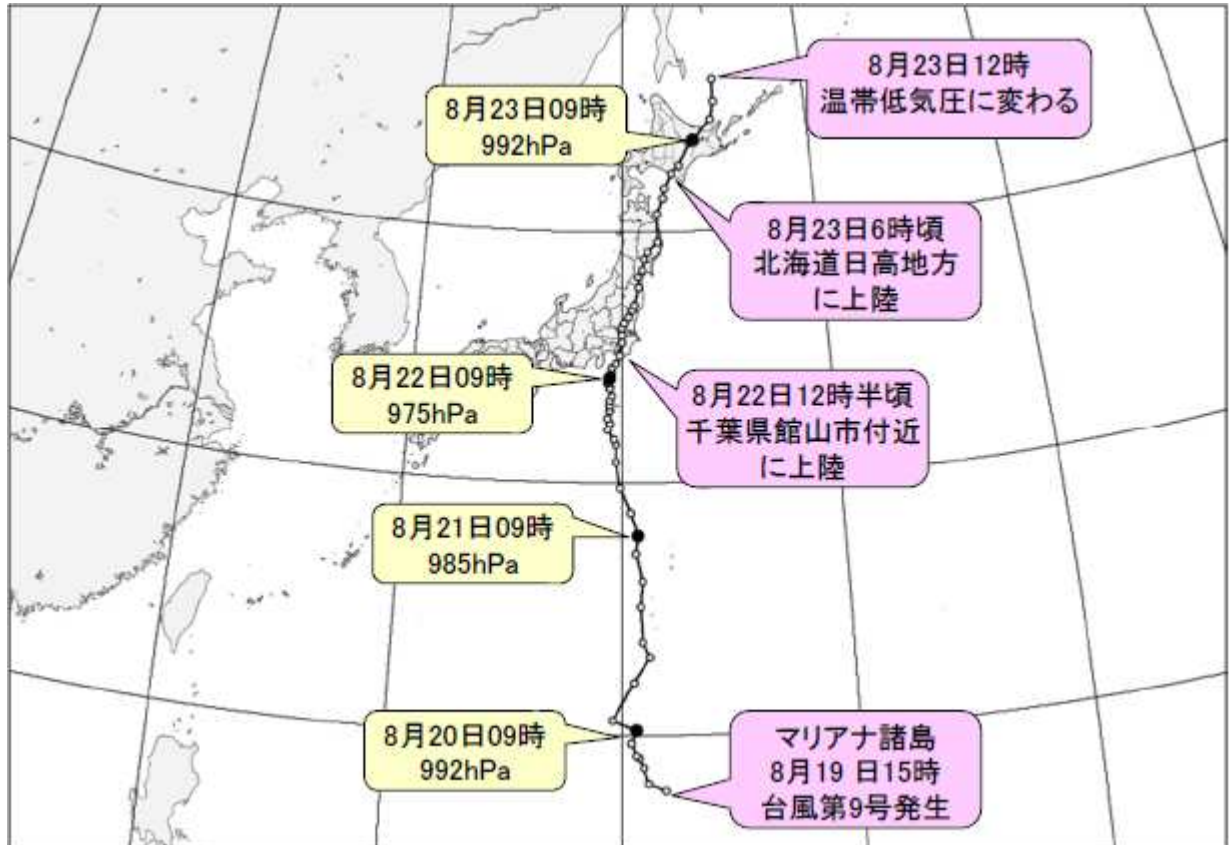 8月23日12時
温帯低気圧に変わる
8月23日09時
992hPa
8月23日6時頃
北海道日高地方
に上陸
8月22日09時
975hPa
8月22日12時半頃
千葉県館山市付近
に上陸
8月21日09時
985hPa
8月20日09時
992hPa
マリアナ諸島
8月19 日15時
台風第9号発生